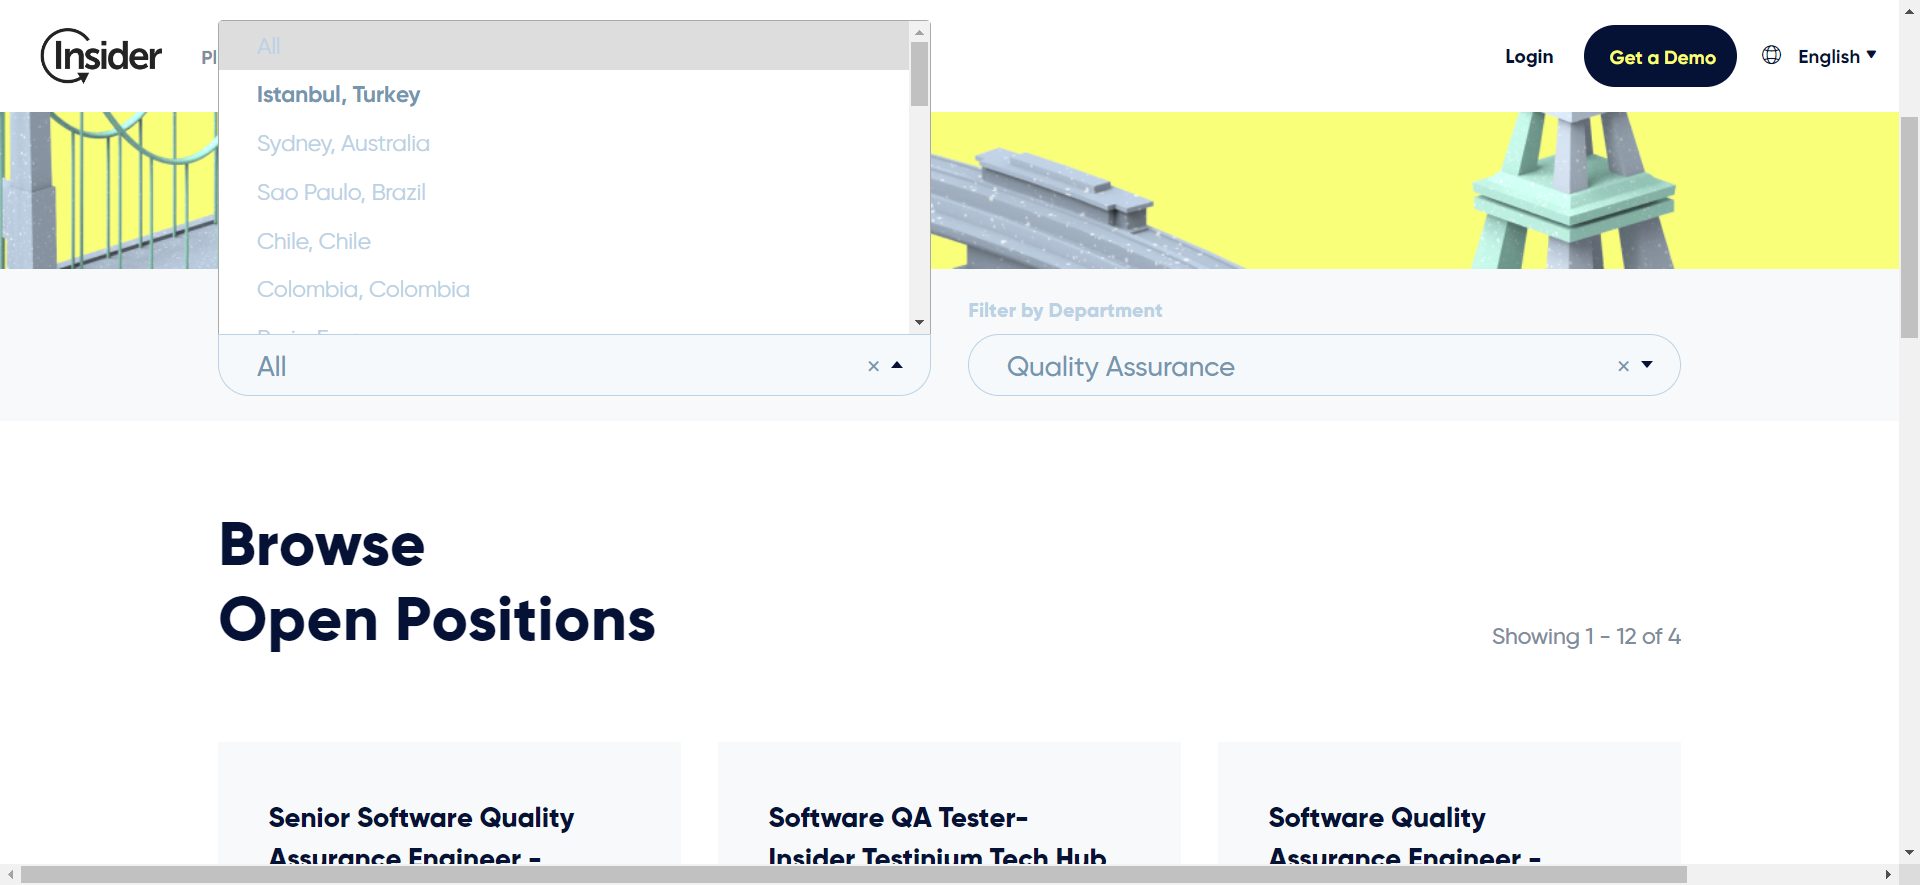 Insider
Pl
Login
Get a Demo
English
All
Istanbul, Turkey
Sydney, Australia
Sao Paulo, Brazil
Chile, Chile
Colombia, Colombia
Filter by Department
All
Quality Assurance
Browse
Open Positions
Showing 1 - 12 of 4
Senior Software Quality
Assurance Engineer -
Software QA Tester-
Insider Testinium Tech Hub
Software Quality
Assurance Engineer -